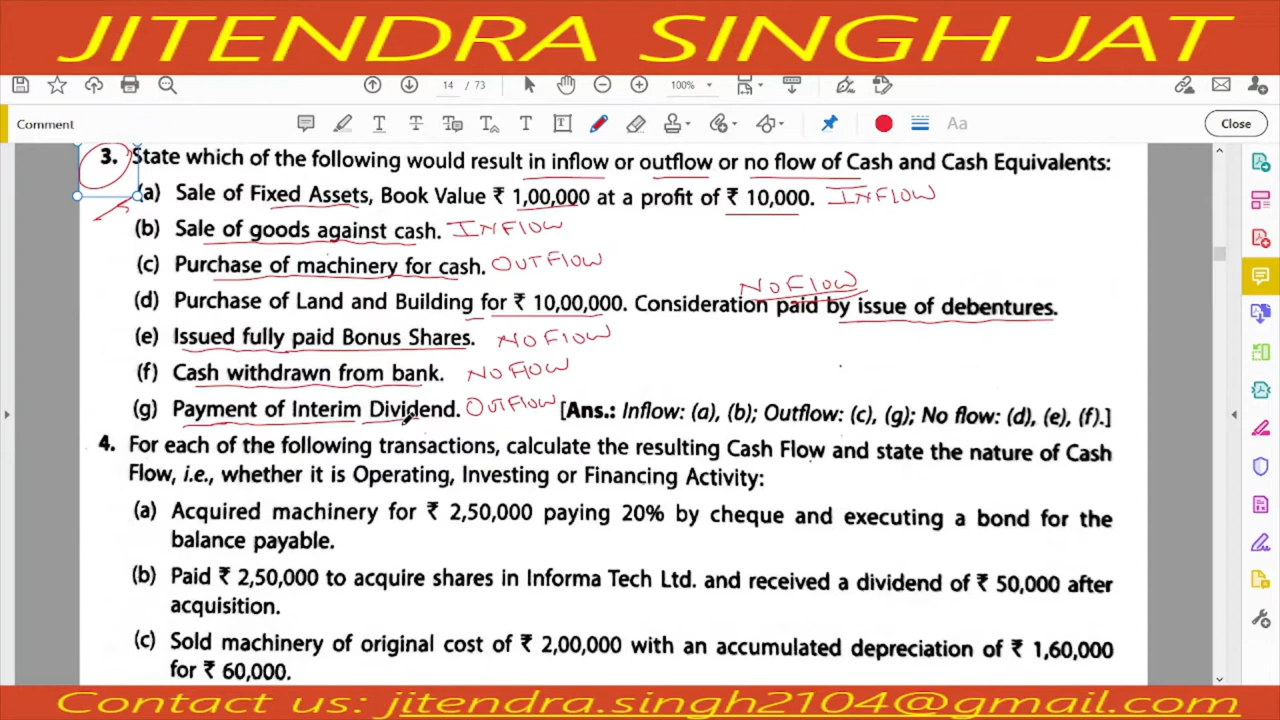 JITENDRA SINGH JAT
14 / 73
100%
Comment
Aa
Close
3. State which of the following would result in inflow or outflow or no flow of Cash and Cash Equivalents:
(a) Sale of Fixed Assets, Book Value ₹ 1,00,000 at a profit of ₹ 10,000. INFLOW
(b) Sale of goods against cash. INFLOW
(c) Purchase of machinery for cash. OUTFLOW
NO FLOW
(d) Purchase of Land and Building for ₹ 10,00,000. Consideration paid by issue of debentures.
(e) Issued fully paid Bonus Shares. NO FLOW
(f) Cash withdrawn from bank. NO FLOW
(g) Payment of Interim Dividend. OUTFLOW [Ans.: Inflow: (a), (b); Outflow: (c), (g); No flow: (d), (e), (f).]
4. For each of the following transactions, calculate the resulting Cash Flow and state the nature of Cash
Flow, i.e., whether it is Operating, Investing or Financing Activity:
(a) Acquired machinery for ₹ 2,50,000 paying 20% by cheque and executing a bond for the
balance payable.
(b) Paid ₹ 2,50,000 to acquire shares in Informa Tech Ltd. and received a dividend of ₹ 50,000 after
acquisition.
(c) Sold machinery of original cost of ₹ 2,00,000 with an accumulated depreciation of ₹ 1,60,000
for ₹ 60,000.
Contact us: jitendra.singh2104@gmail.com